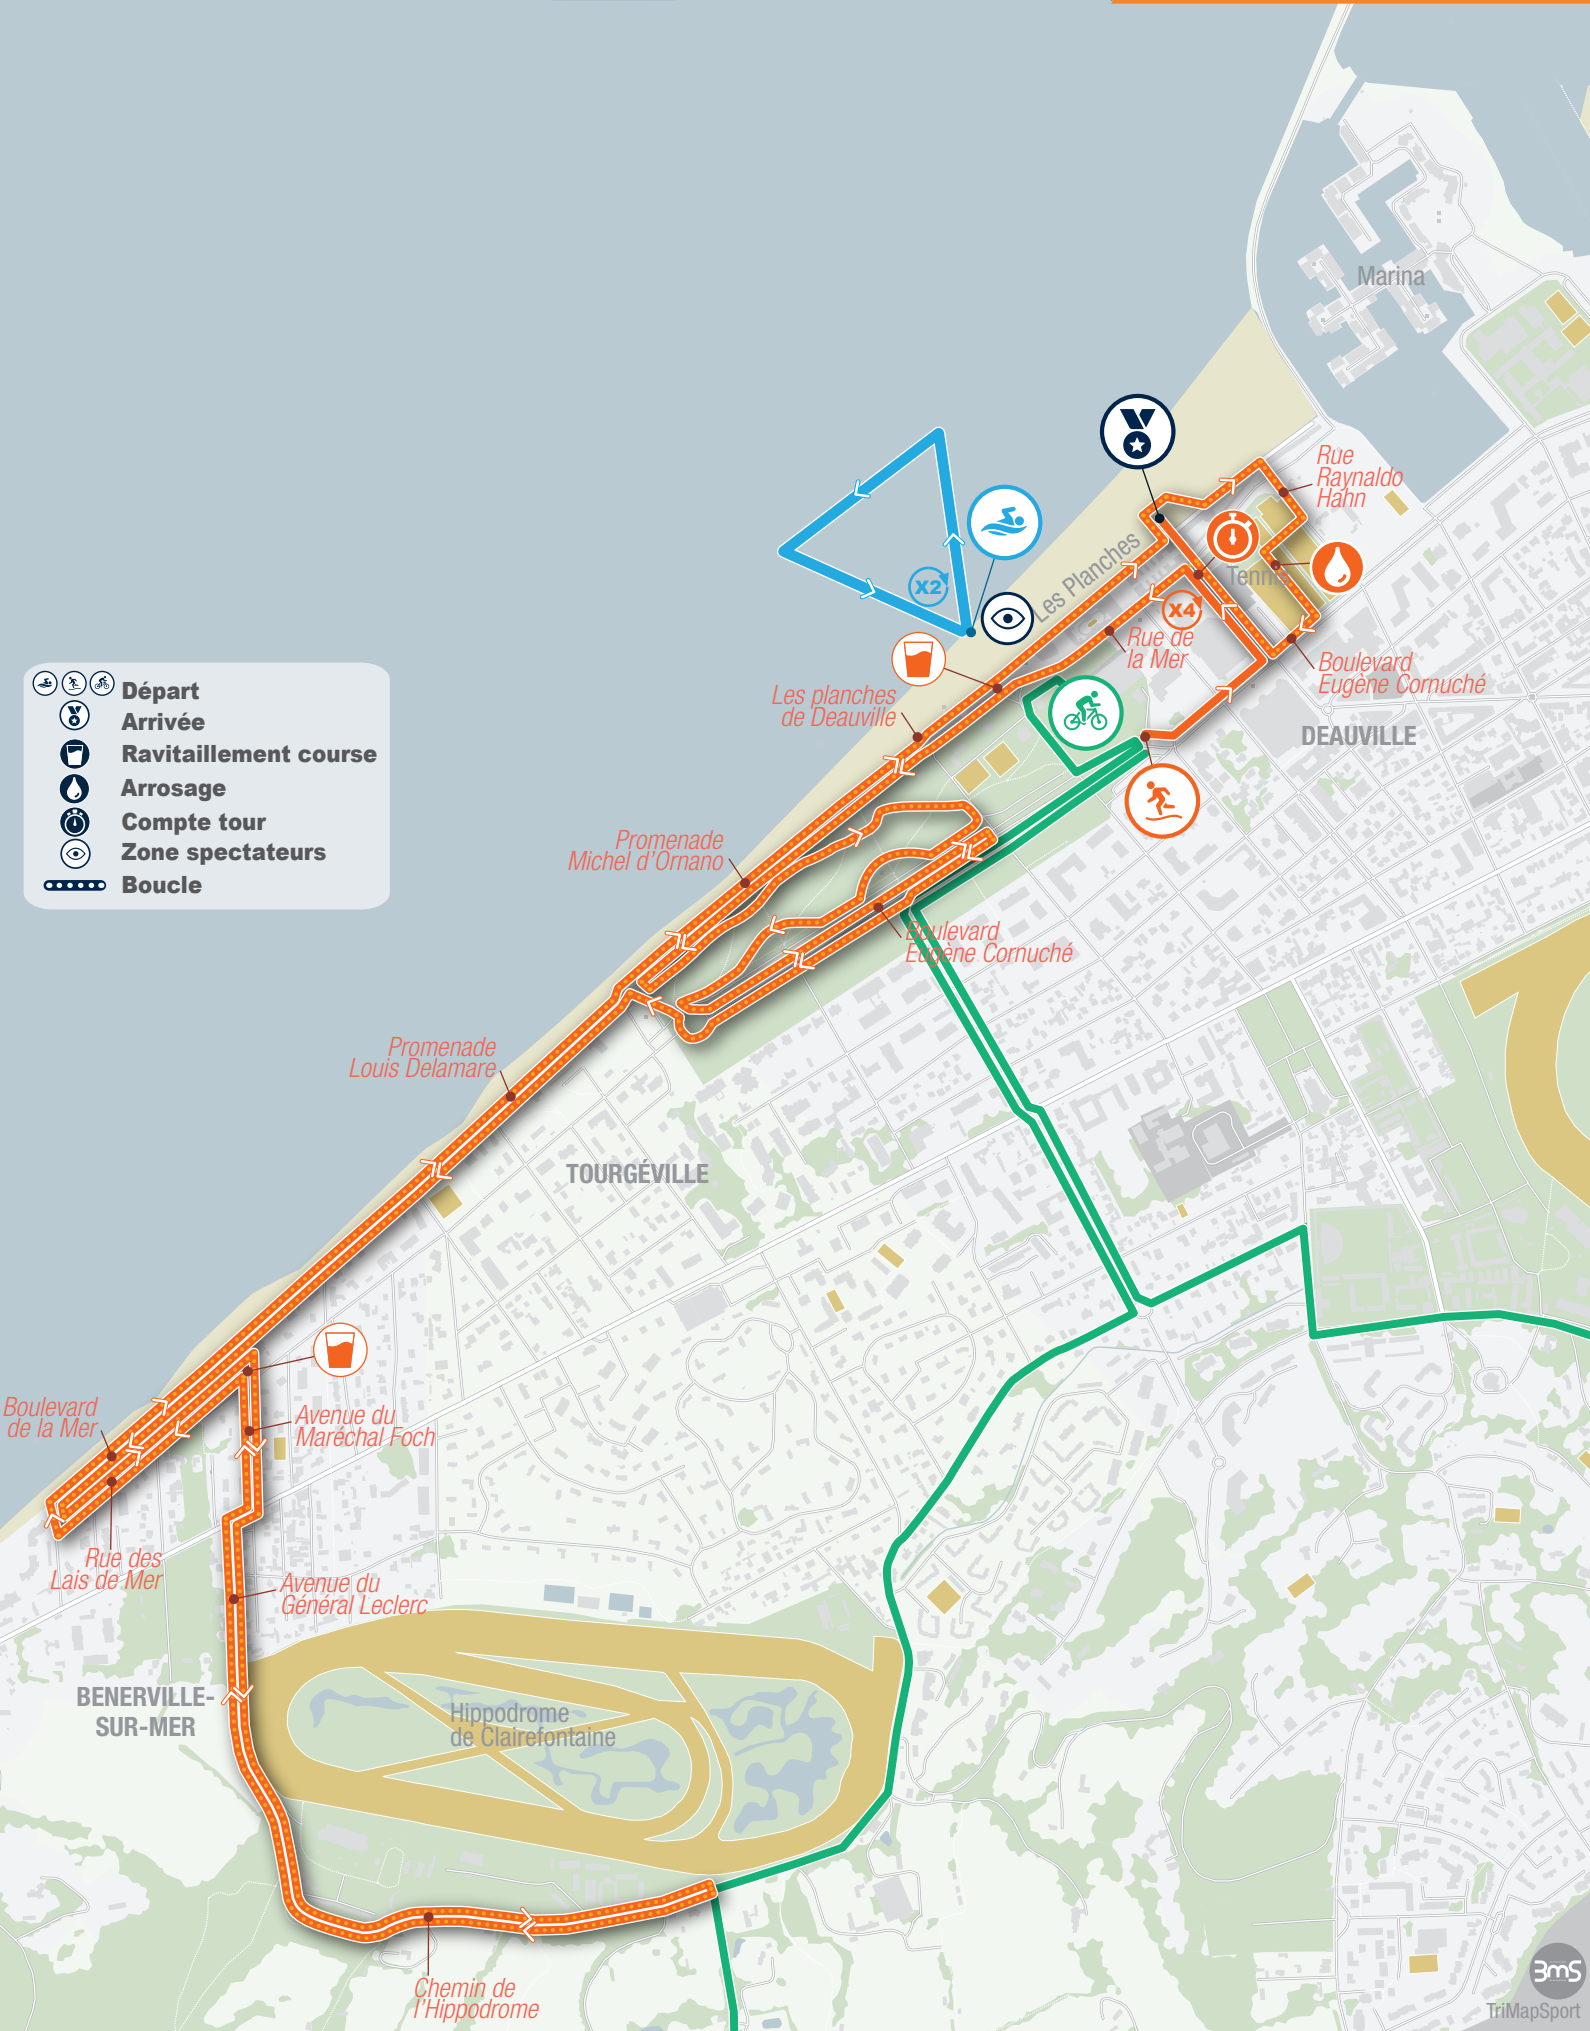 Marina
Rue
Raynaldo
Hahn
Les Planches
Tennis
X2
X4
Rue de
la Mer
Boulevard
Eugène Cornuché
Les planches
de Deauville
DEAUVILLE
Départ
Arrivée
Ravitaillement course
Arrosage
Compte tour
Zone spectateurs
Boucle
Promenade
Michel d'Ornano
Boulevard
Eugène Cornuché
Promenade
Louis Delamare
TOURGÉVILLE
Boulevard
de la Mer
Avenue du
Maréchal Foch
Rue des
Lais de Mer
Avenue du
Général Leclerc
BENERVILLE-
SUR-MER
Hippodrome
de Clairefontaine
Chemin de
l'Hippodrome
3mS
TriMapSport